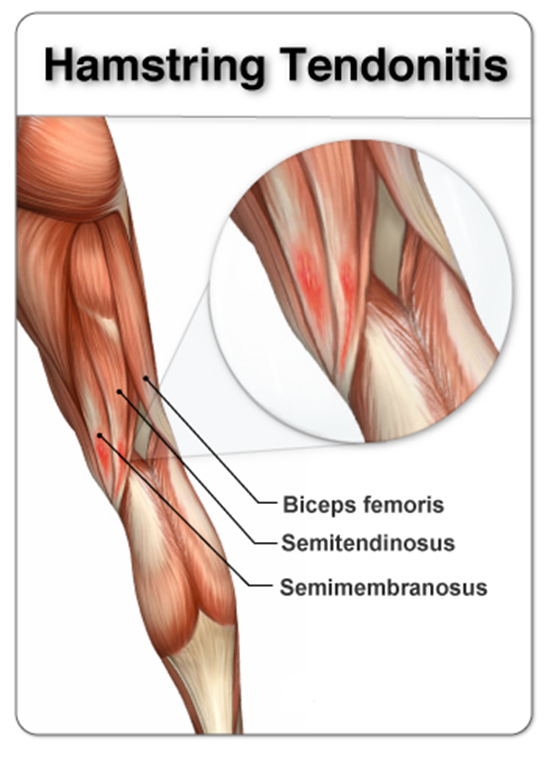 Hamstring Tendonitis
Biceps femoris
Semitendinosus
Semimembranosus